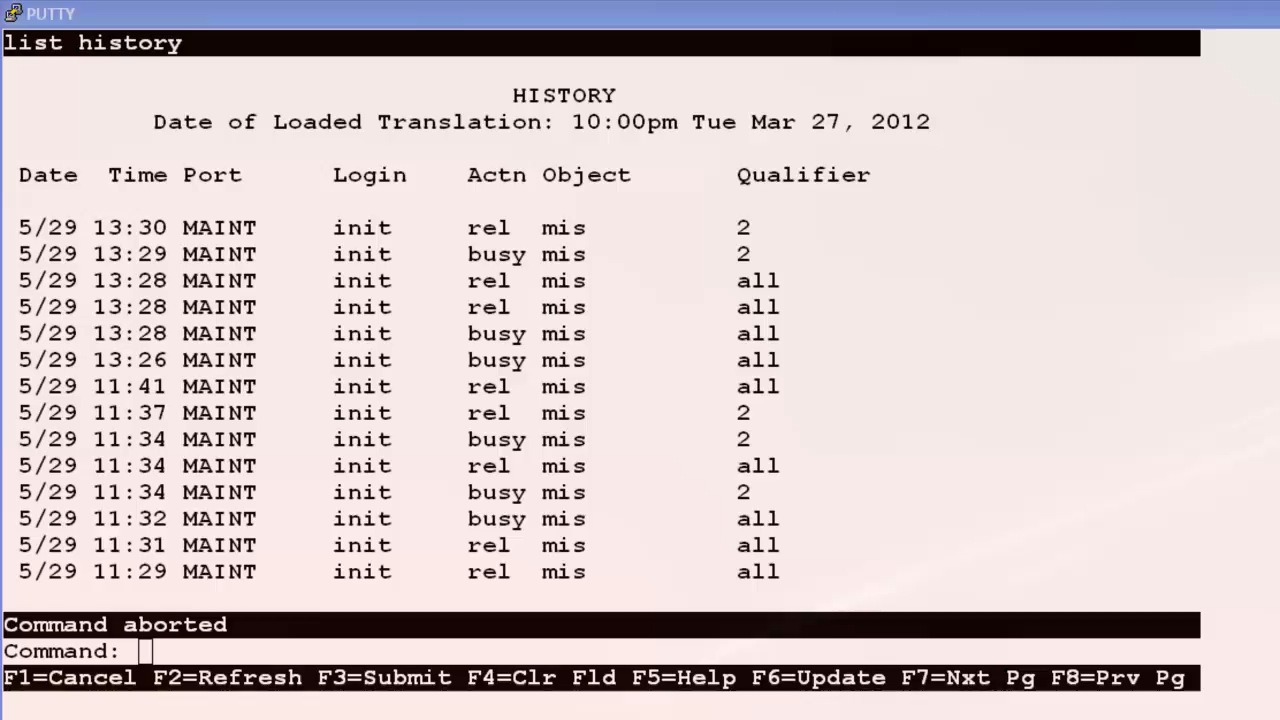 PUTTY
list history
HISTORY
Date of Loaded Translation: 10:00pm Tue Mar 27, 2012
Date Time Port Login Actn Object Qualifier
5/29 13:30 MAINT init rel mis 2
5/29 13:29 MAINT init busy mis 2
5/29 13:28 MAINT init rel mis all
5/29 13:28 MAINT init rel mis all
5/29 13:28 MAINT init busy mis all
5/29 13:26 MAINT init busy mis all
5/29 11:41 MAINT init rel mis all
5/29 11:37 MAINT init rel mis 2
5/29 11:34 MAINT init busy mis 2
5/29 11:34 MAINT init rel mis all
5/29 11:34 MAINT init busy mis 2
5/29 11:32 MAINT init busy mis all
5/29 11:31 MAINT init rel mis all
5/29 11:29 MAINT init rel mis all
Command aborted
Command:
F1=Cancel F2=Refresh F3=Submit F4=Clr Fld F5=Help F6=Update F7=Nxt Pg F8=Prv Pg